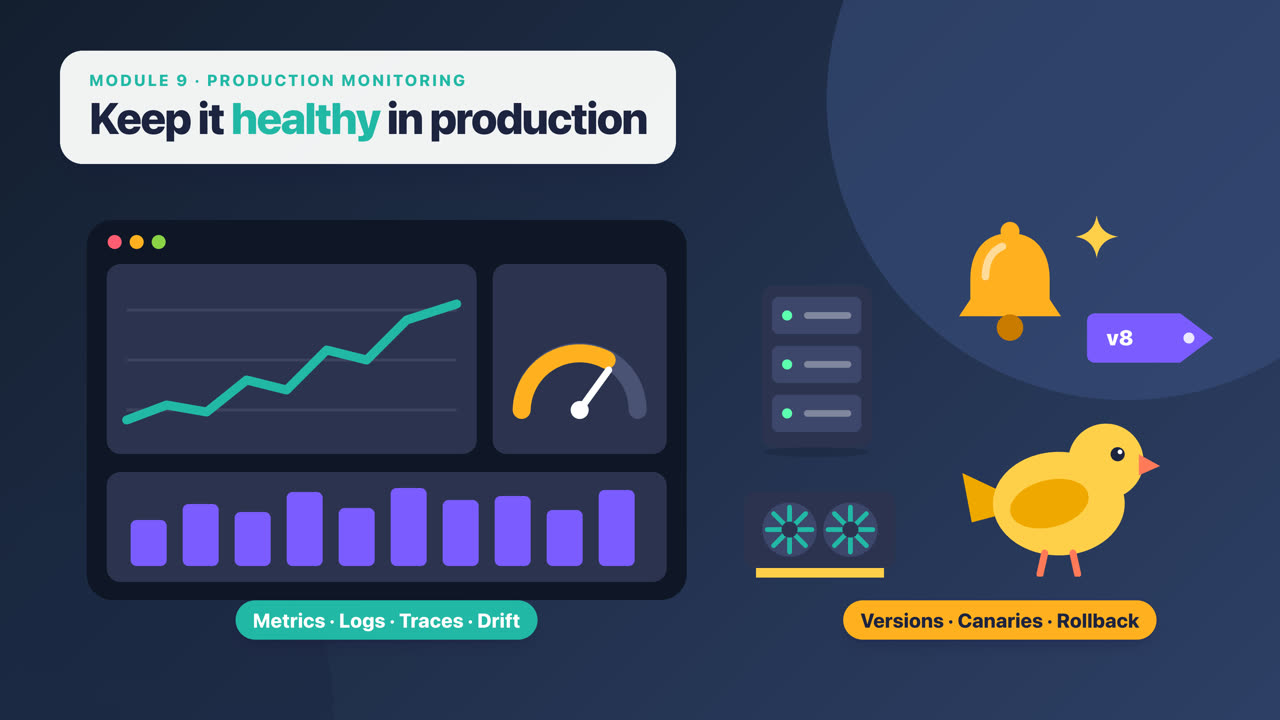 MODULE 9 · PRODUCTION MONITORING
Keep it healthy in production
v8
Metrics · Logs · Traces · Drift
Versions · Canaries · Rollback